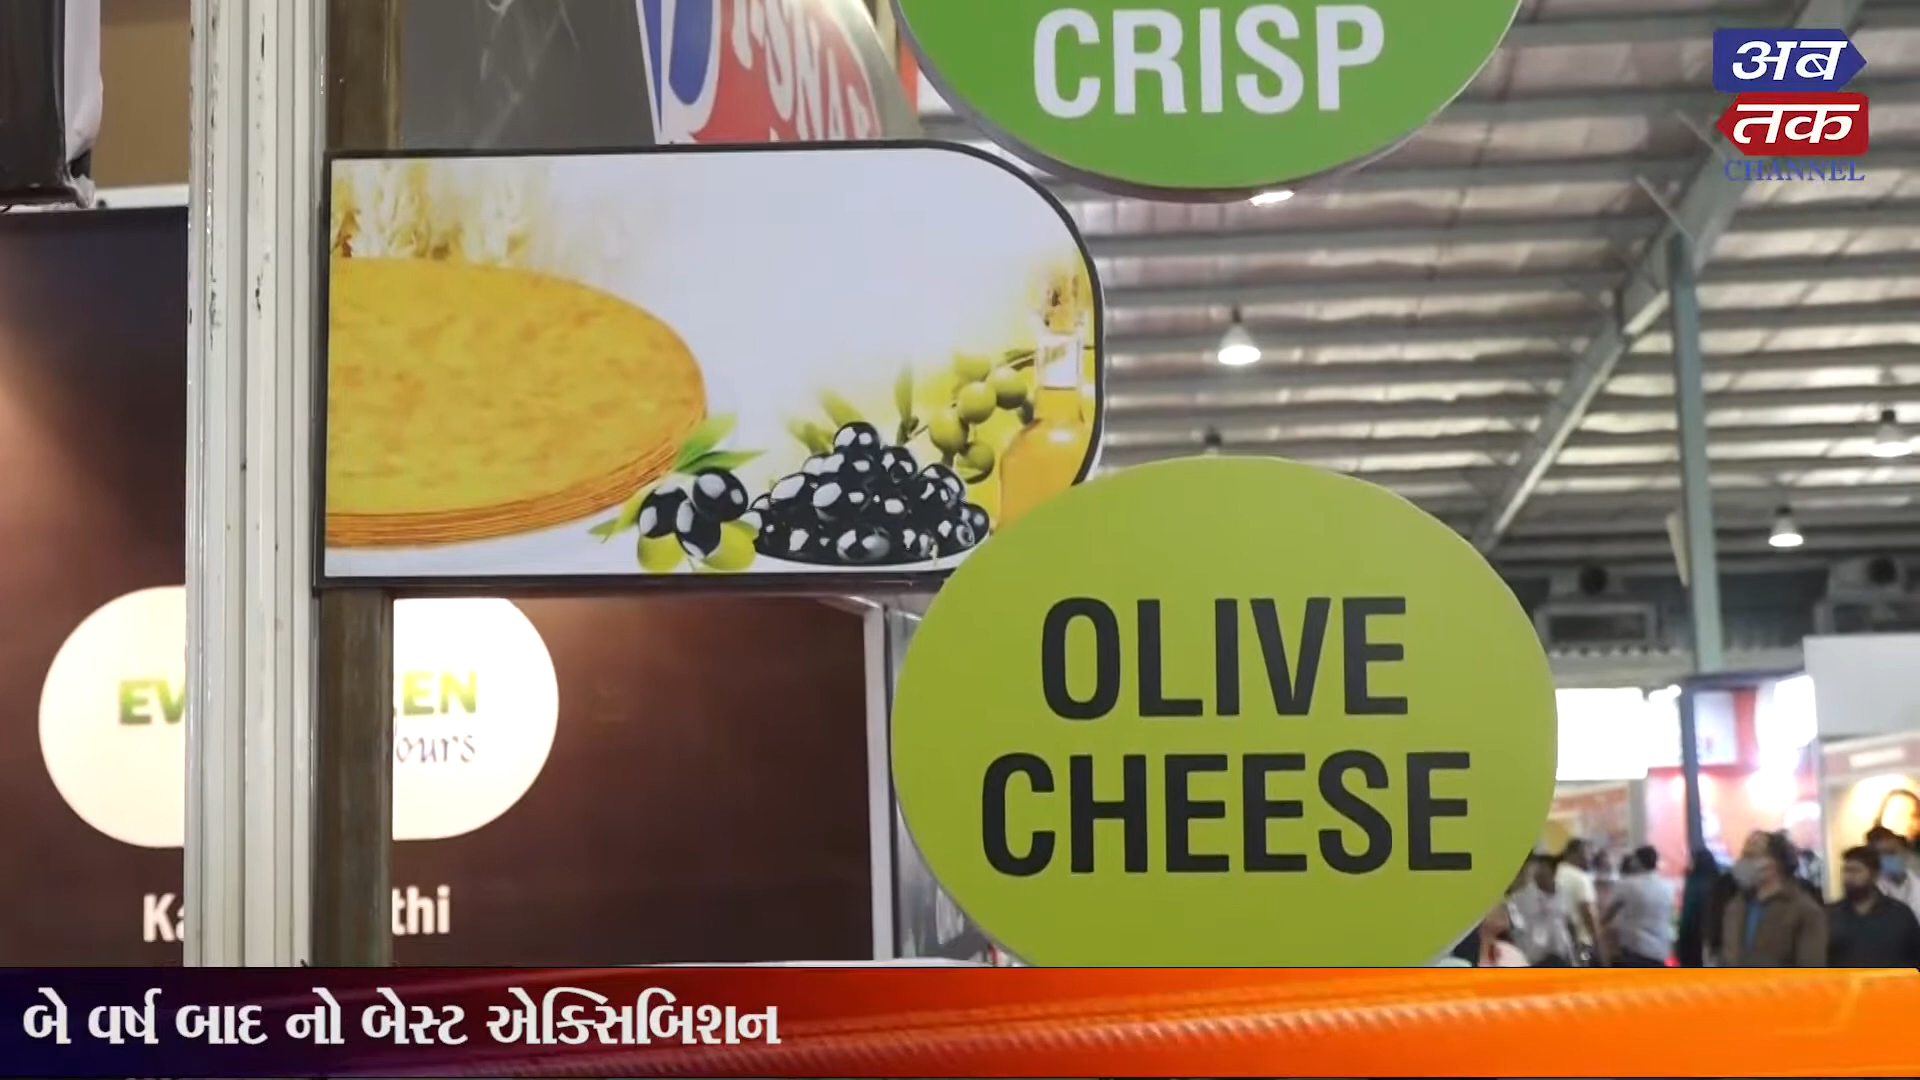 CRISP
अब
तक
CHANNEL
OLIVE
CHEESE
બે વર્ષ બાદ નો બેસ્ટ એક્સિબિશન